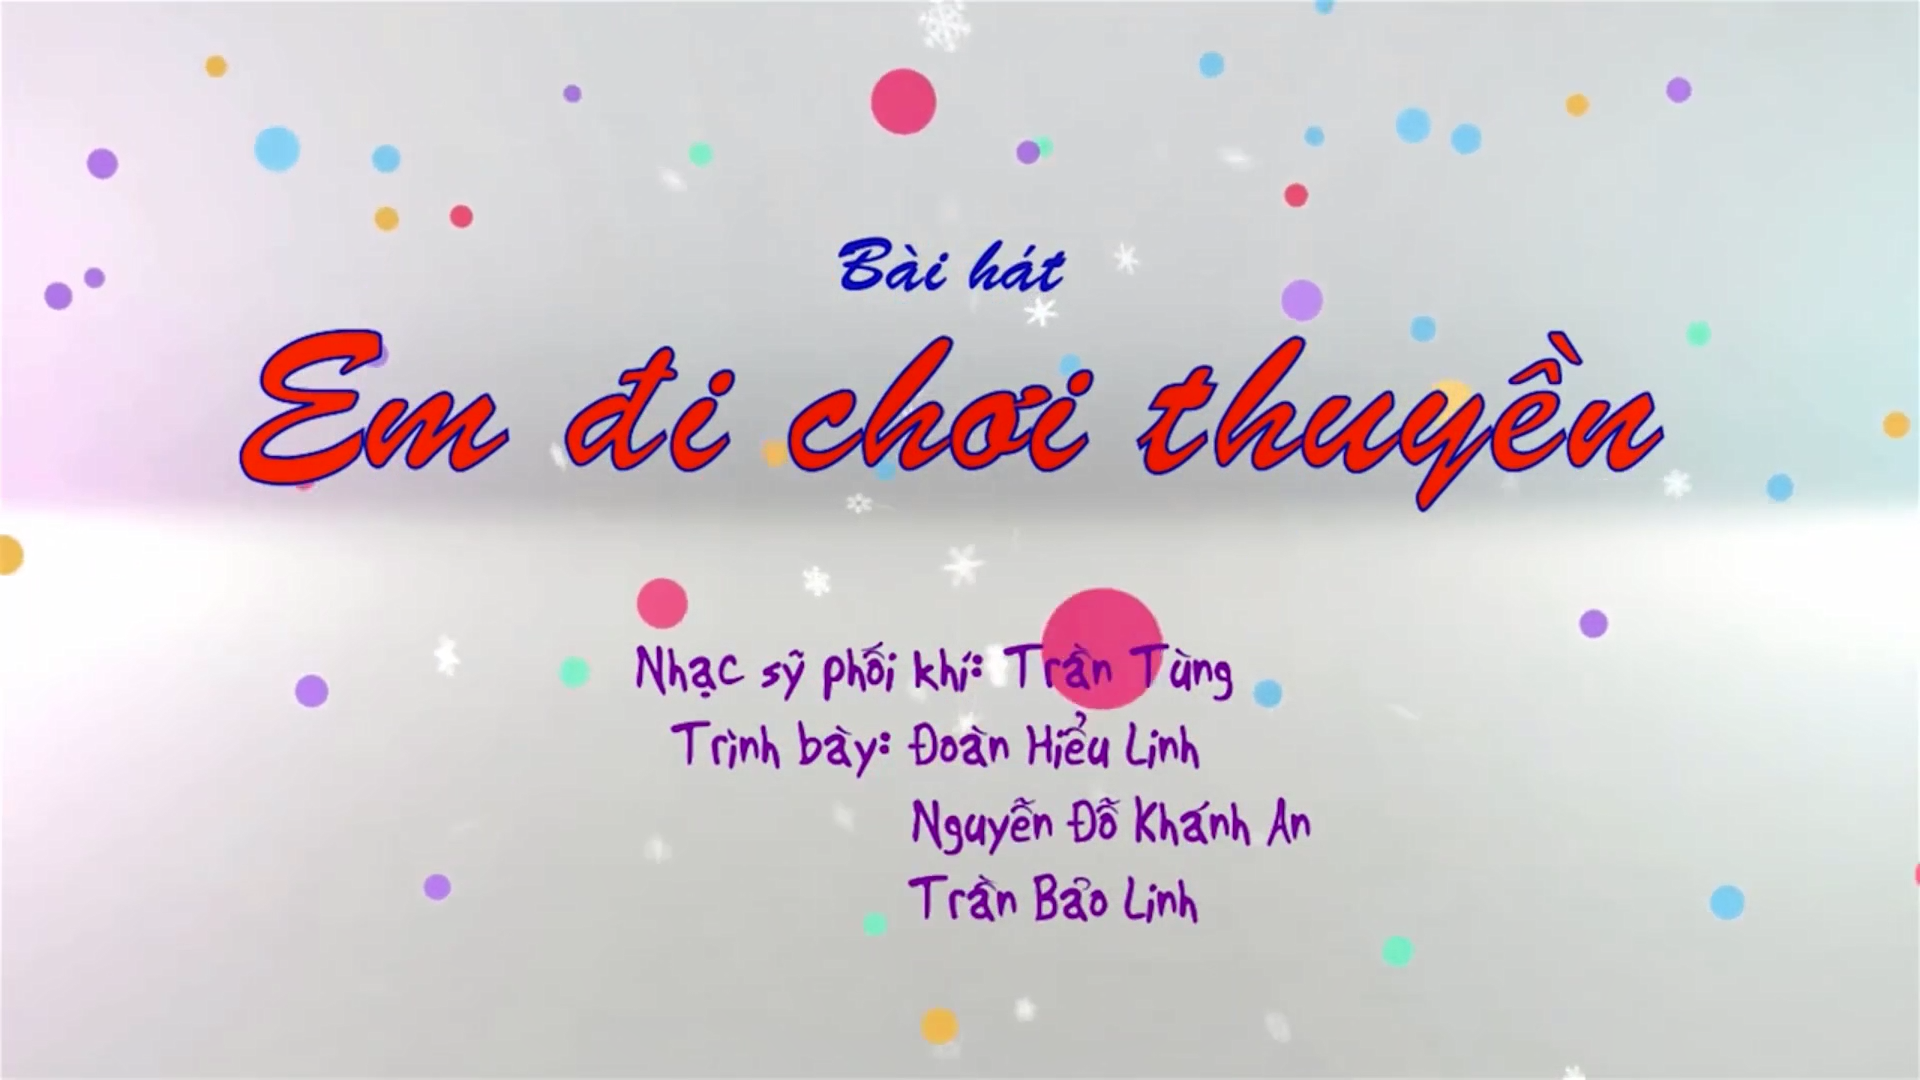 Bài hát
Em đi chơi thuyền
Nhạc sỹ phối khí: Trần Tùng
Trình bày: Đoàn Hiểu Linh
Nguyễn Đỗ Khánh An
Trần Bảo Linh